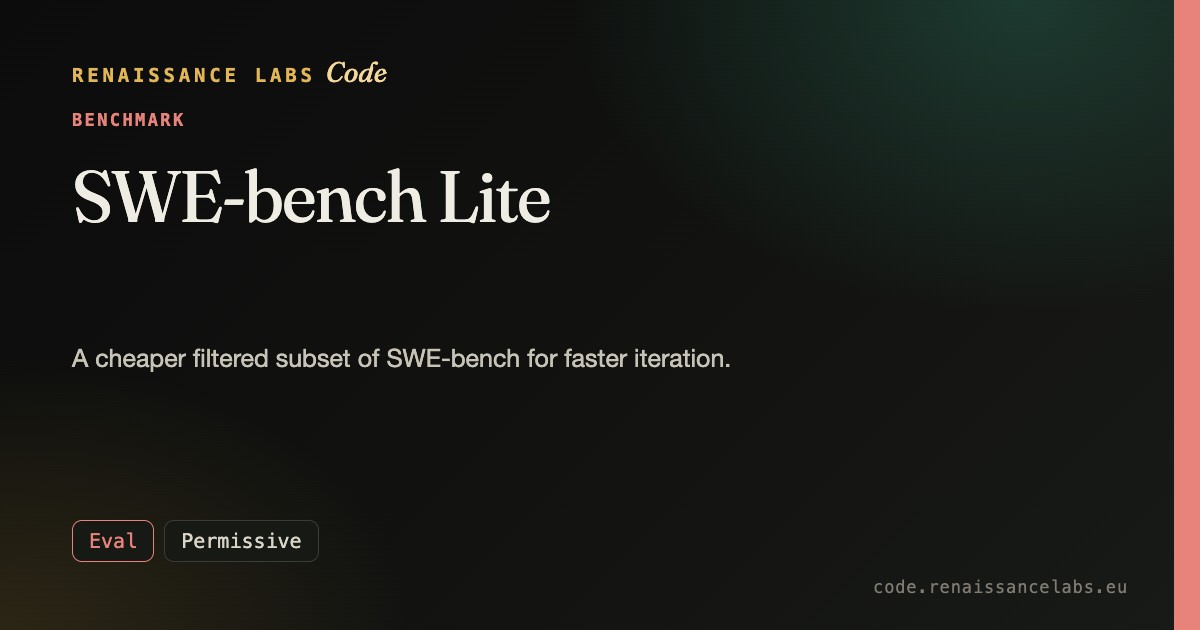 RENAISSANCE LABS Code
BENCHMARK
SWE-bench Lite
A cheaper filtered subset of SWE-bench for faster iteration.
Eval
Permissive
code.renaissancelabs.eu